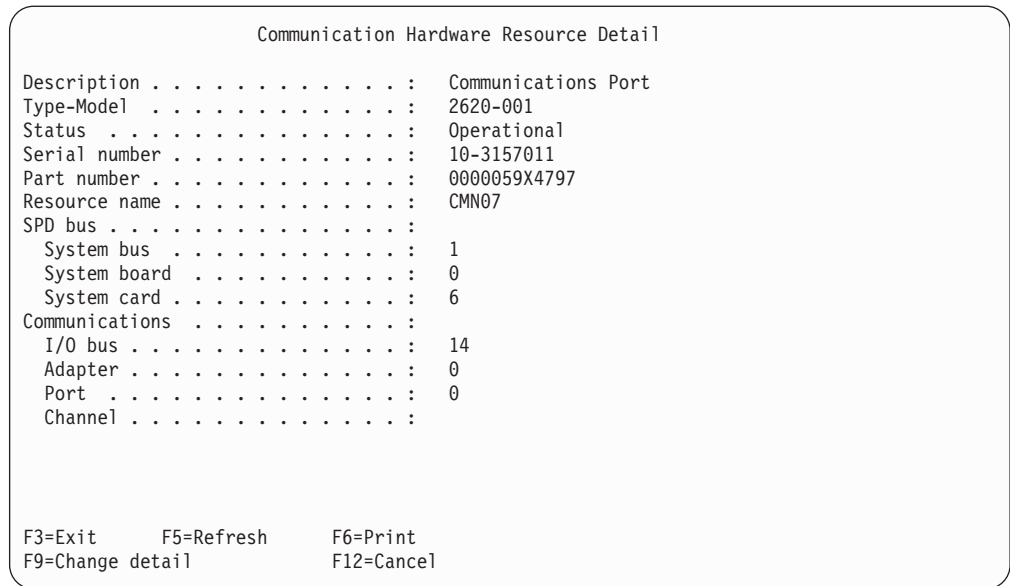 Communication Hardware Resource Detail
Description . . . . . . . . . . . . : Communications Port
Type-Model . . . . . . . . . . . . : 2620-001
Status . . . . . . . . . . . . . . : Operational
Serial number . . . . . . . . . . . : 10-3157011
Part number . . . . . . . . . . . . : 0000059X4797
Resource name . . . . . . . . . . . : CMN07
SPD bus . . . . . . . . . . . . . . :
System bus . . . . . . . . . . . : 1
System board . . . . . . . . . . : 0
System card . . . . . . . . . . . : 6
Communications . . . . . . . . . . :
I/O bus . . . . . . . . . . . . . : 14
Adapter . . . . . . . . . . . . . : 0
Port . . . . . . . . . . . . . . : 0
Channel . . . . . . . . . . . . . :
F3=Exit F5=Refresh F6=Print
F9=Change detail F12=Cancel